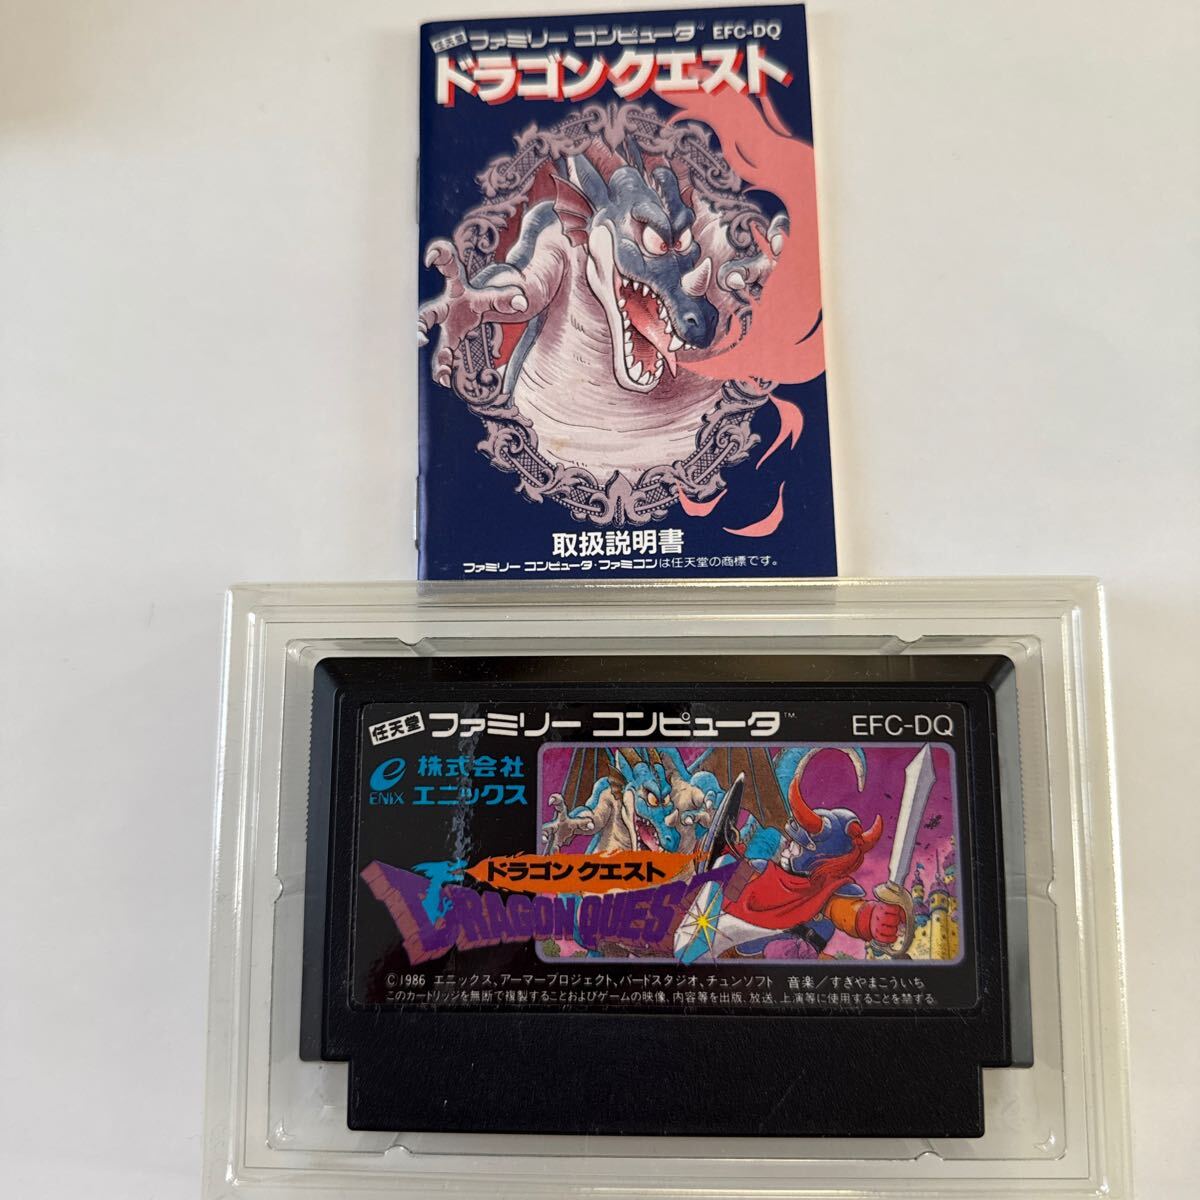 任天堂 ファミリー コンピュータ™ EFC-DQ
ドラゴンクエスト
取扱説明書
ファミリー コンピュータ・ファミコンは任天堂の商標です。
任天堂 ファミリー コンピュータ™ EFC-DQ
株式会社
ENIX エニックス
ドラゴン クエスト
DRAGON QUEST
©1986 エニックス、アーマープロジェクト、バードスタジオ、チュンソフト 音楽/すぎやまこういち
このカートリッジを無断で複製することおよびゲームの映像、内容等を出版、放送、上演等に使用することを禁ずる.